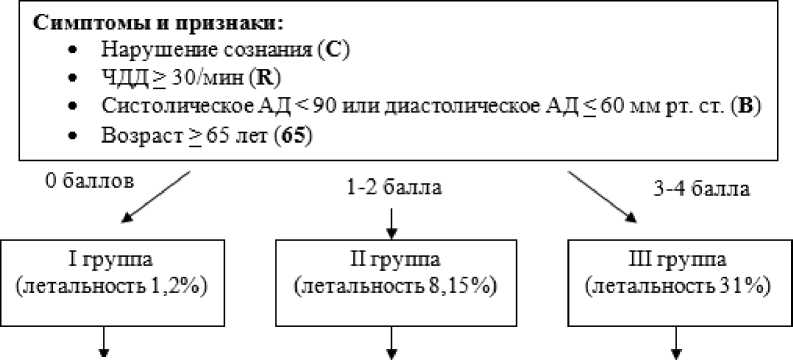 Симптомы и признаки:
• Нарушение сознания (С)
• ЧДД ≥ 30/мин (R)
• Систолическое АД < 90 или диастолическое АД ≤ 60 мм рт. ст. (В)
• Возраст ≥ 65 лет (65)
0 баллов
1-2 балла
3-4 балла
I группа
(летальность 1,2%)
II группа
(летальность 8,15%)
III группа
(летальность 31%)